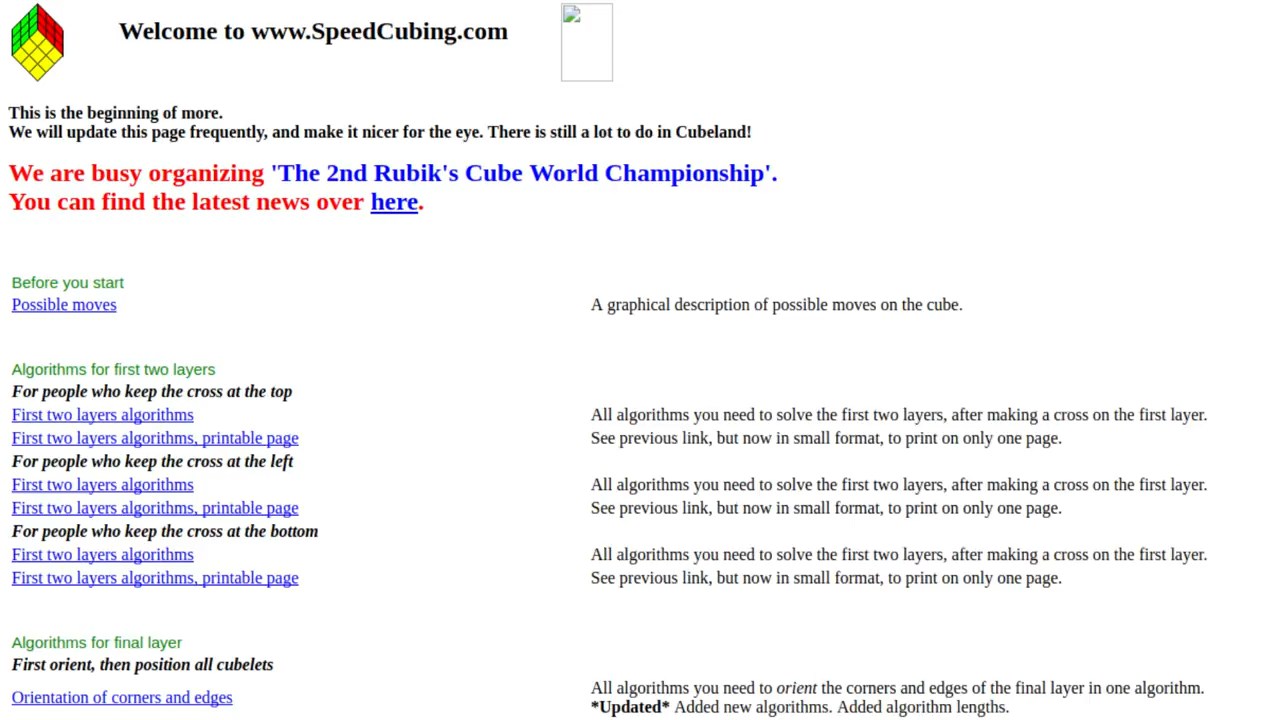 Welcome to www.SpeedCubing.com
This is the beginning of more.
We will update this page frequently, and make it nicer for the eye. There is still a lot to do in Cubeland!
We are busy organizing 'The 2nd Rubik's Cube World Championship'.
You can find the latest news over here.
Before you start
Possible moves A graphical description of possible moves on the cube.
Algorithms for first two layers
For people who keep the cross at the top
First two layers algorithms All algorithms you need to solve the first two layers, after making a cross on the first layer.
First two layers algorithms, printable page See previous link, but now in small format, to print on only one page.
For people who keep the cross at the left
First two layers algorithms All algorithms you need to solve the first two layers, after making a cross on the first layer.
First two layers algorithms, printable page See previous link, but now in small format, to print on only one page.
For people who keep the cross at the bottom
First two layers algorithms All algorithms you need to solve the first two layers, after making a cross on the first layer.
First two layers algorithms, printable page See previous link, but now in small format, to print on only one page.
Algorithms for final layer
First orient, then position all cubelets
Orientation of corners and edges All algorithms you need to orient the corners and edges of the final layer in one algorithm.
*Updated* Added new algorithms. Added algorithm lengths.